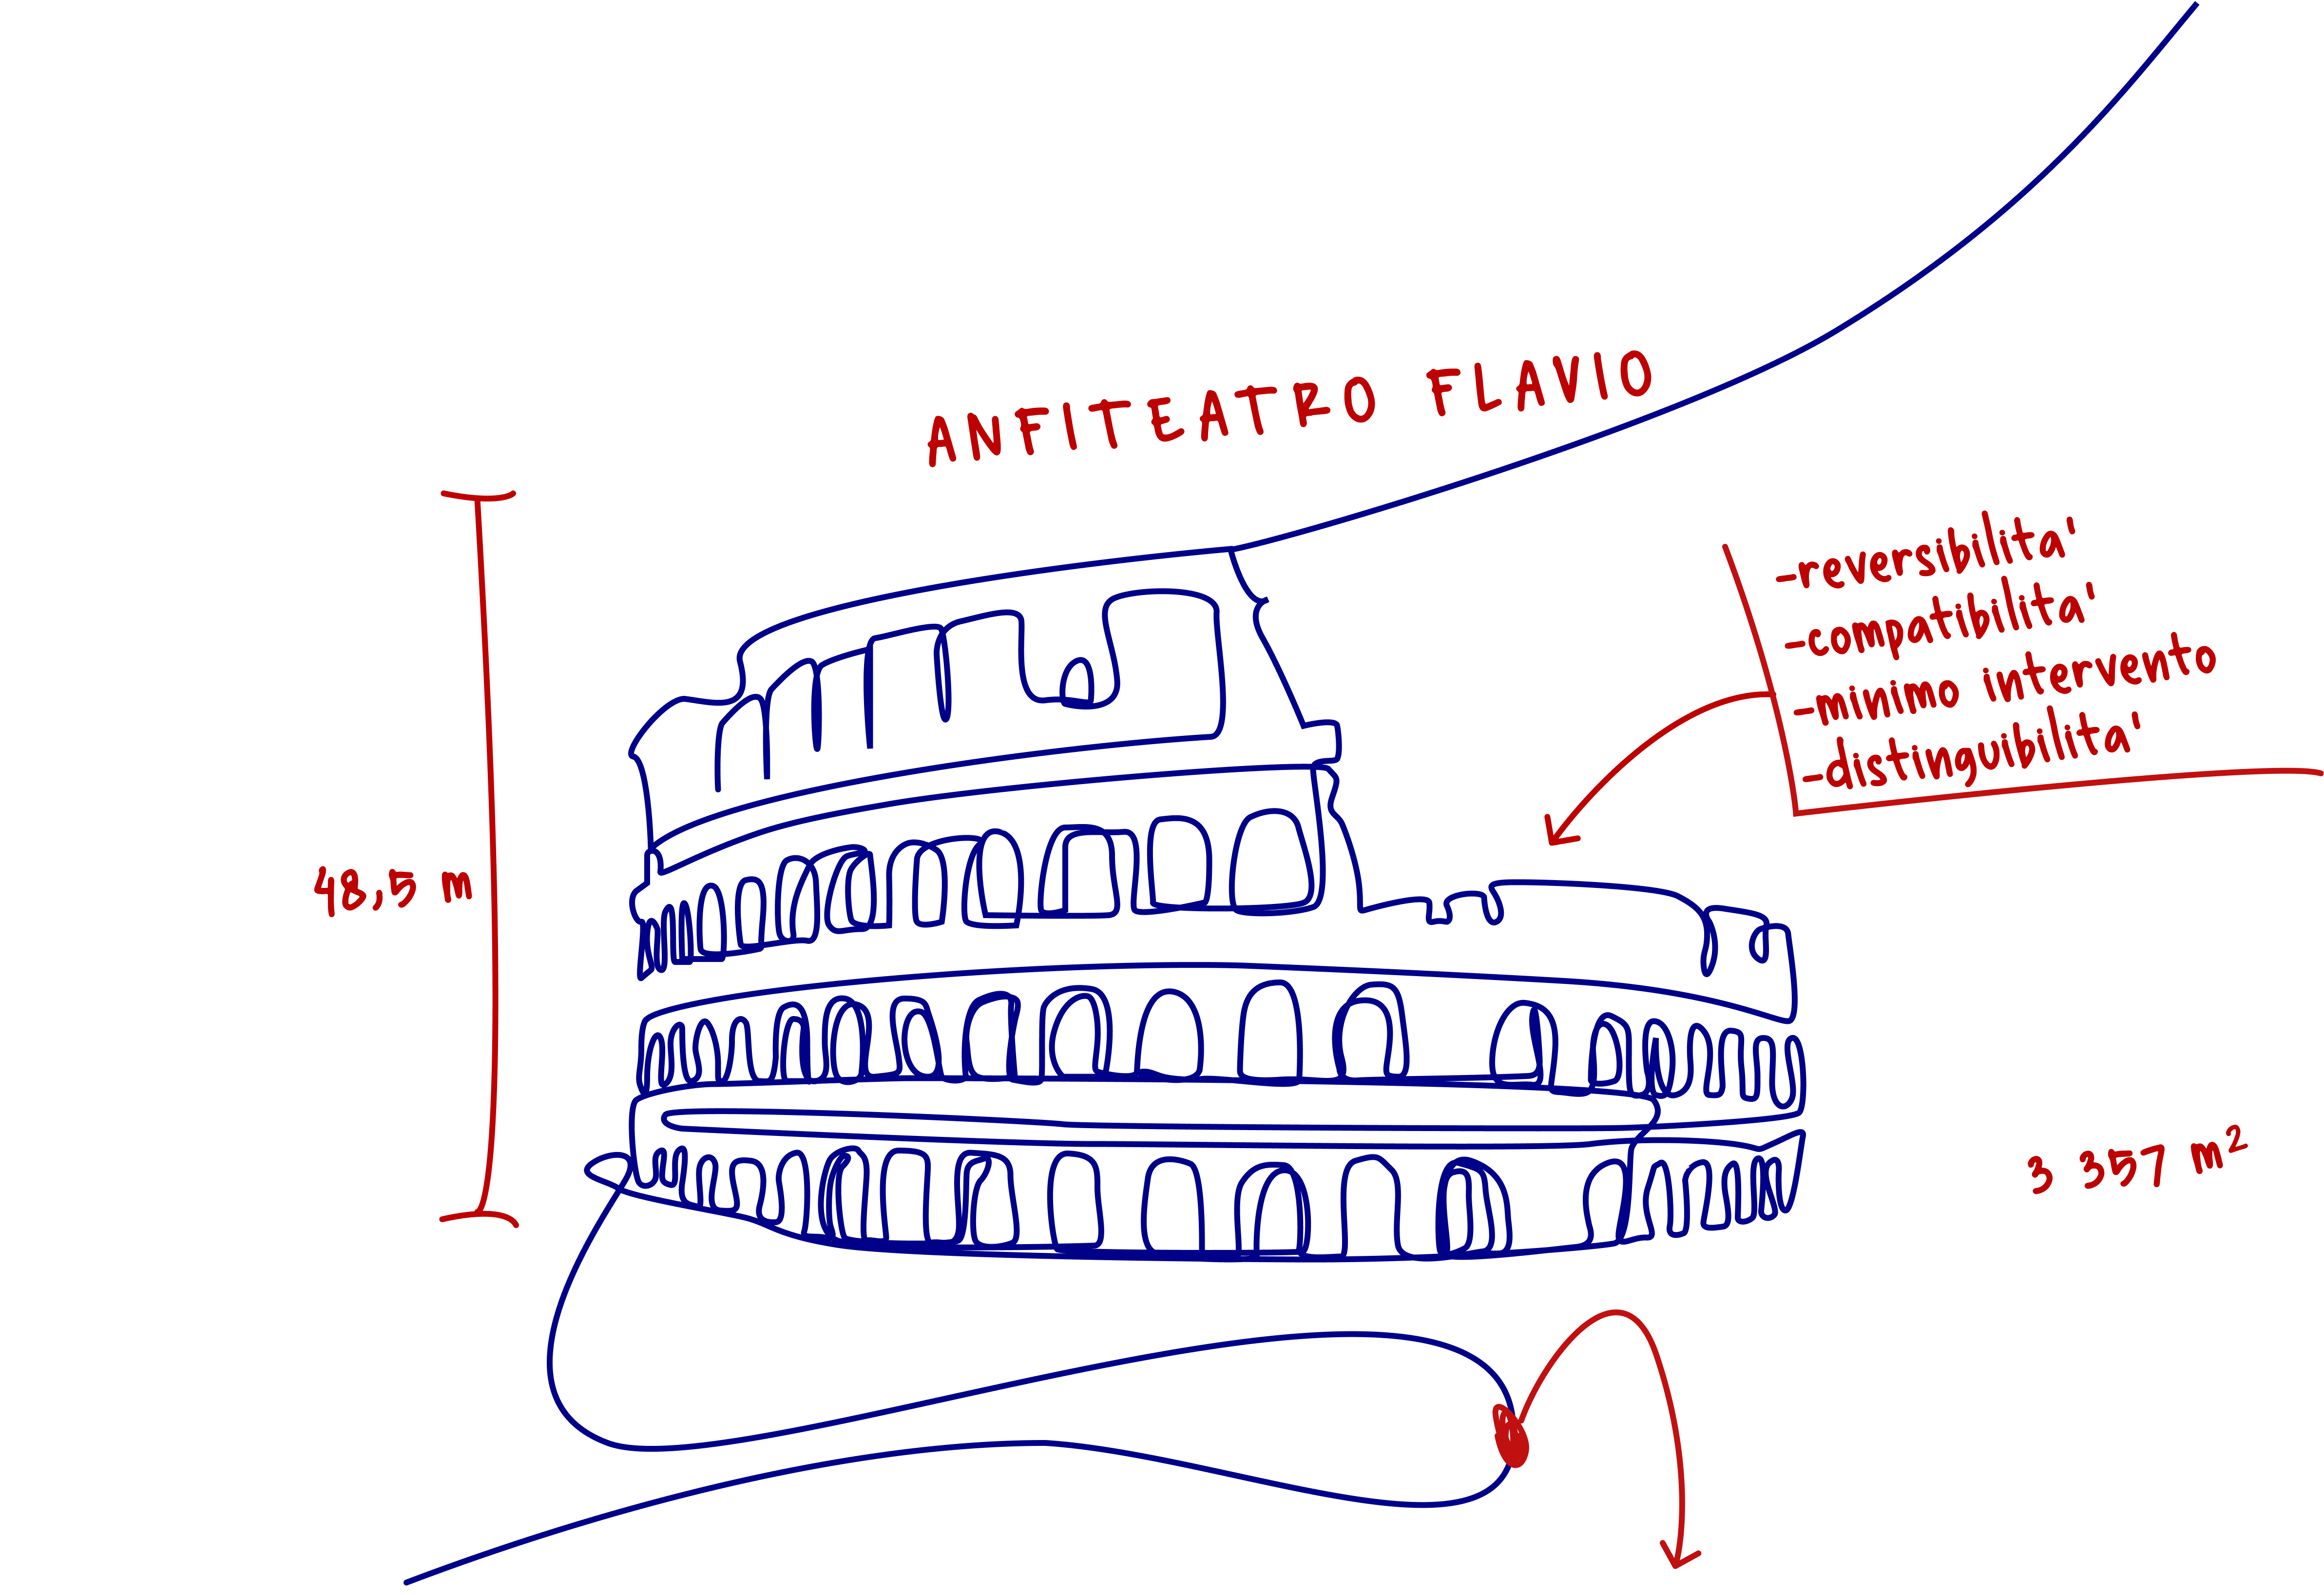 ANFITEATRO FLAVIO
-reversibilita'
-compatibilita'
-minimo intervento
-distinguibilita'
48,5 m
3 357 m²